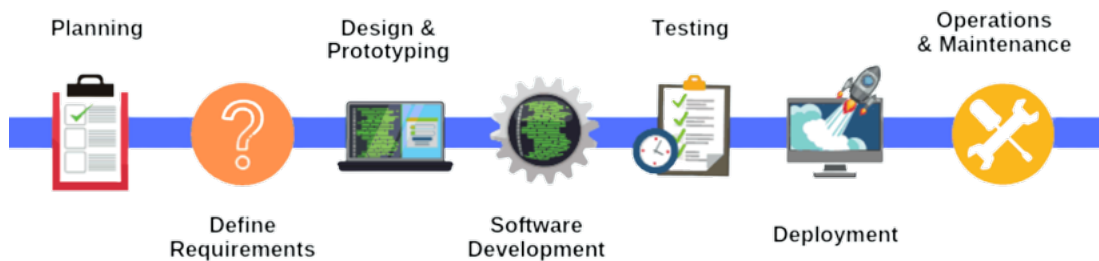 Planning
Define
Requirements
Design &
Prototyping
Software
Development
Testing
Deployment
Operations
& Maintenance